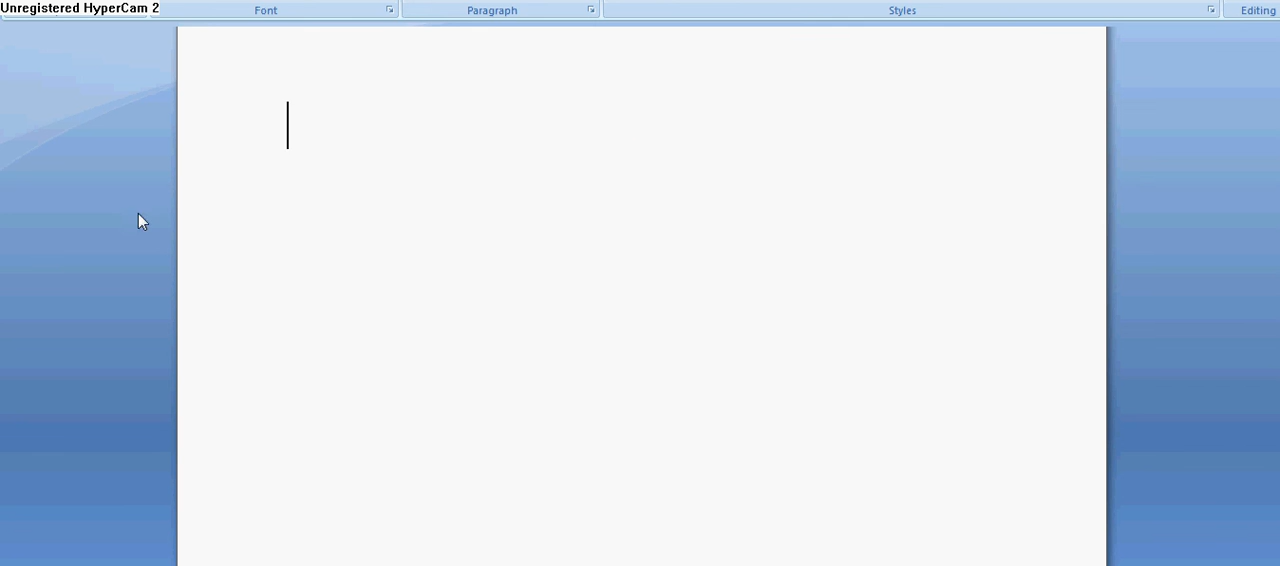 Unregistered HyperCam 2
Font
Paragraph
Styles
Editing